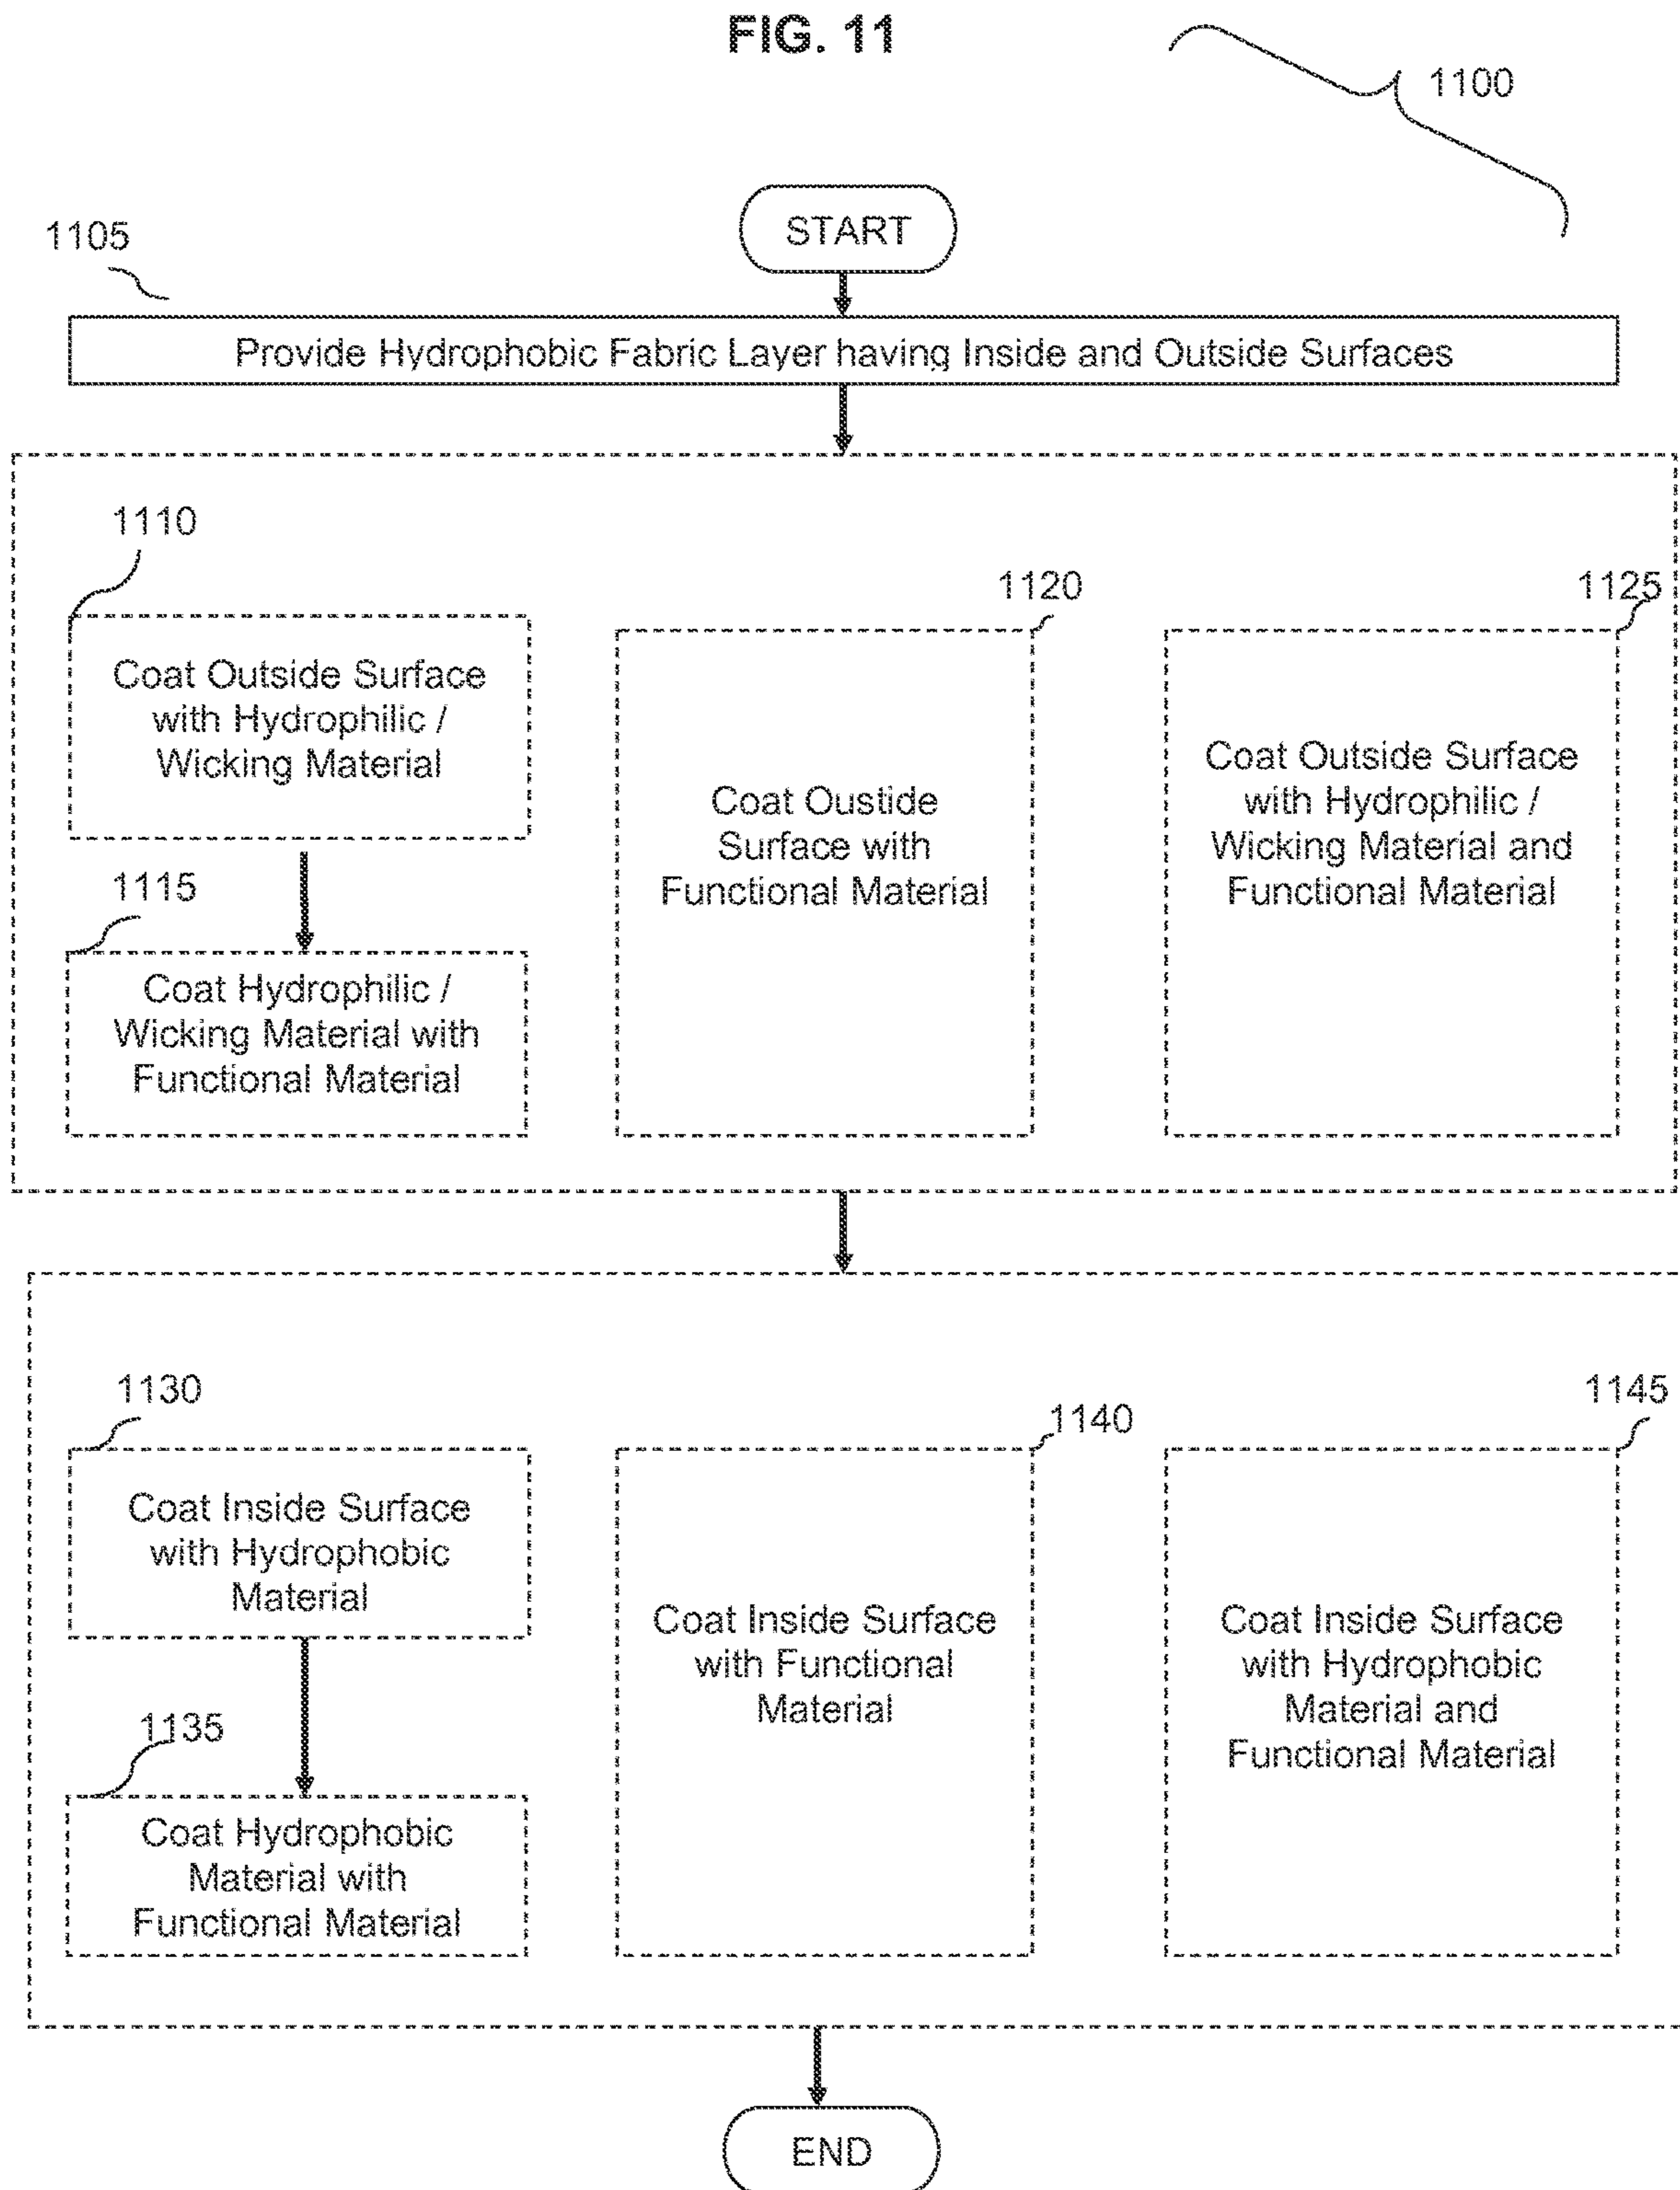 FIG. 11
1100
START
1105
Provide Hydrophobic Fabric Layer having Inside and Outside Surfaces
1110
Coat Outside Surface
with Hydrophilic /
Wicking Material
1115
Coat Hydrophilic /
Wicking Material with
Functional Material
1120
Coat Oustide
Surface with
Functional Material
1125
Coat Outside Surface
with Hydrophilic /
Wicking Material and
Functional Material
1130
Coat Inside Surface
with Hydrophobic
Material
1135
Coat Hydrophobic
Material with
Functional Material
1140
Coat Inside Surface
with Functional
Material
1145
Coat Inside Surface
with Hydrophobic
Material and
Functional Material
END